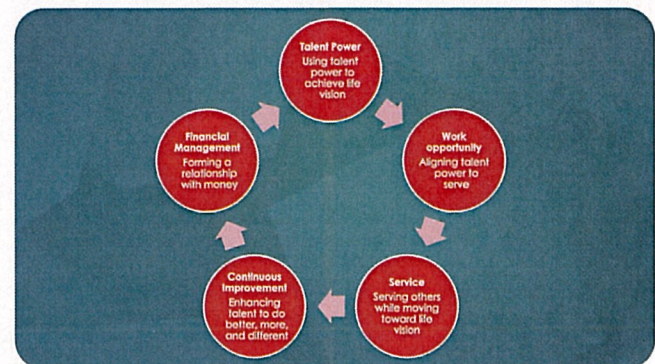 Talent Power
Using talent
power to
achieve life
vision
Work
opportunity
Aligning talent
power to
serve
Service
Serving others
while moving
toward life
vision
Continuous
Improvement
Enhancing
talent to do
better, more,
and different
Financial
Management
Forming a
relationship
with money